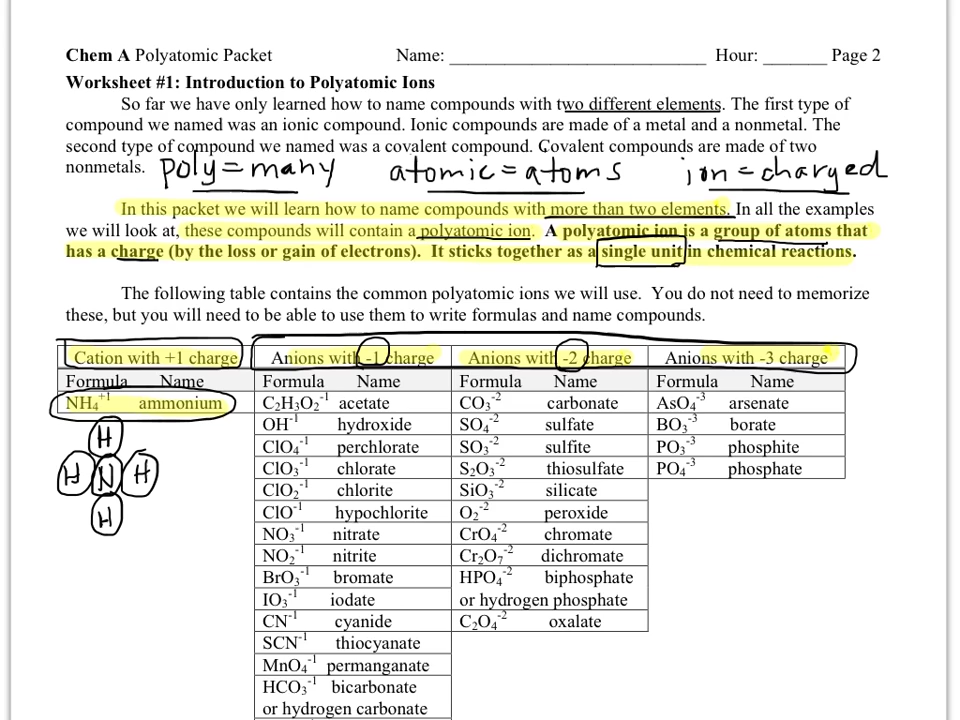 Chem A Polyatomic Packet Name: ____________________________ Hour: _______ Page 2
Worksheet #1: Introduction to Polyatomic Ions
So far we have only learned how to name compounds with two different elements. The first type of
compound we named was an ionic compound. Ionic compounds are made of a metal and a nonmetal. The
second type of compound we named was a covalent compound. Covalent compounds are made of two
nonmetals. poly=many atomic=atoms ion=charged
In this packet we will learn how to name compounds with more than two elements. In all the examples
we will look at, these compounds will contain a polyatomic ion. A polyatomic ion is a group of atoms that
has a charge (by the loss or gain of electrons). It sticks together as a single unit in chemical reactions.
The following table contains the common polyatomic ions we will use. You do not need to memorize
these, but you will need to be able to use them to write formulas and name compounds.
Cation with +1 charge Anions with -1 charge Anions with -2 charge Anions with -3 charge
Formula Name Formula Name Formula Name Formula Name
NH₄⁺¹ ammonium C₂H₃O₂⁻¹ acetate CO₃⁻² carbonate AsO₄⁻³ arsenate
OH⁻¹ hydroxide SO₄⁻² sulfate BO₃⁻³ borate
H ClO₄⁻¹ perchlorate SO₃⁻² sulfite PO₃⁻³ phosphite
H N H ClO₃⁻¹ chlorate S₂O₃⁻² thiosulfate PO₄⁻³ phosphate
ClO₂⁻¹ chlorite SiO₃⁻² silicate
H ClO⁻¹ hypochlorite O₂⁻² peroxide
NO₃⁻¹ nitrate CrO₄⁻² chromate
NO₂⁻¹ nitrite Cr₂O₇⁻² dichromate
BrO₃⁻¹ bromate HPO₄⁻² biphosphate
IO₃⁻¹ iodate or hydrogen phosphate
CN⁻¹ cyanide C₂O₄⁻² oxalate
SCN⁻¹ thiocyanate
MnO₄⁻¹ permanganate
HCO₃⁻¹ bicarbonate
or hydrogen carbonate